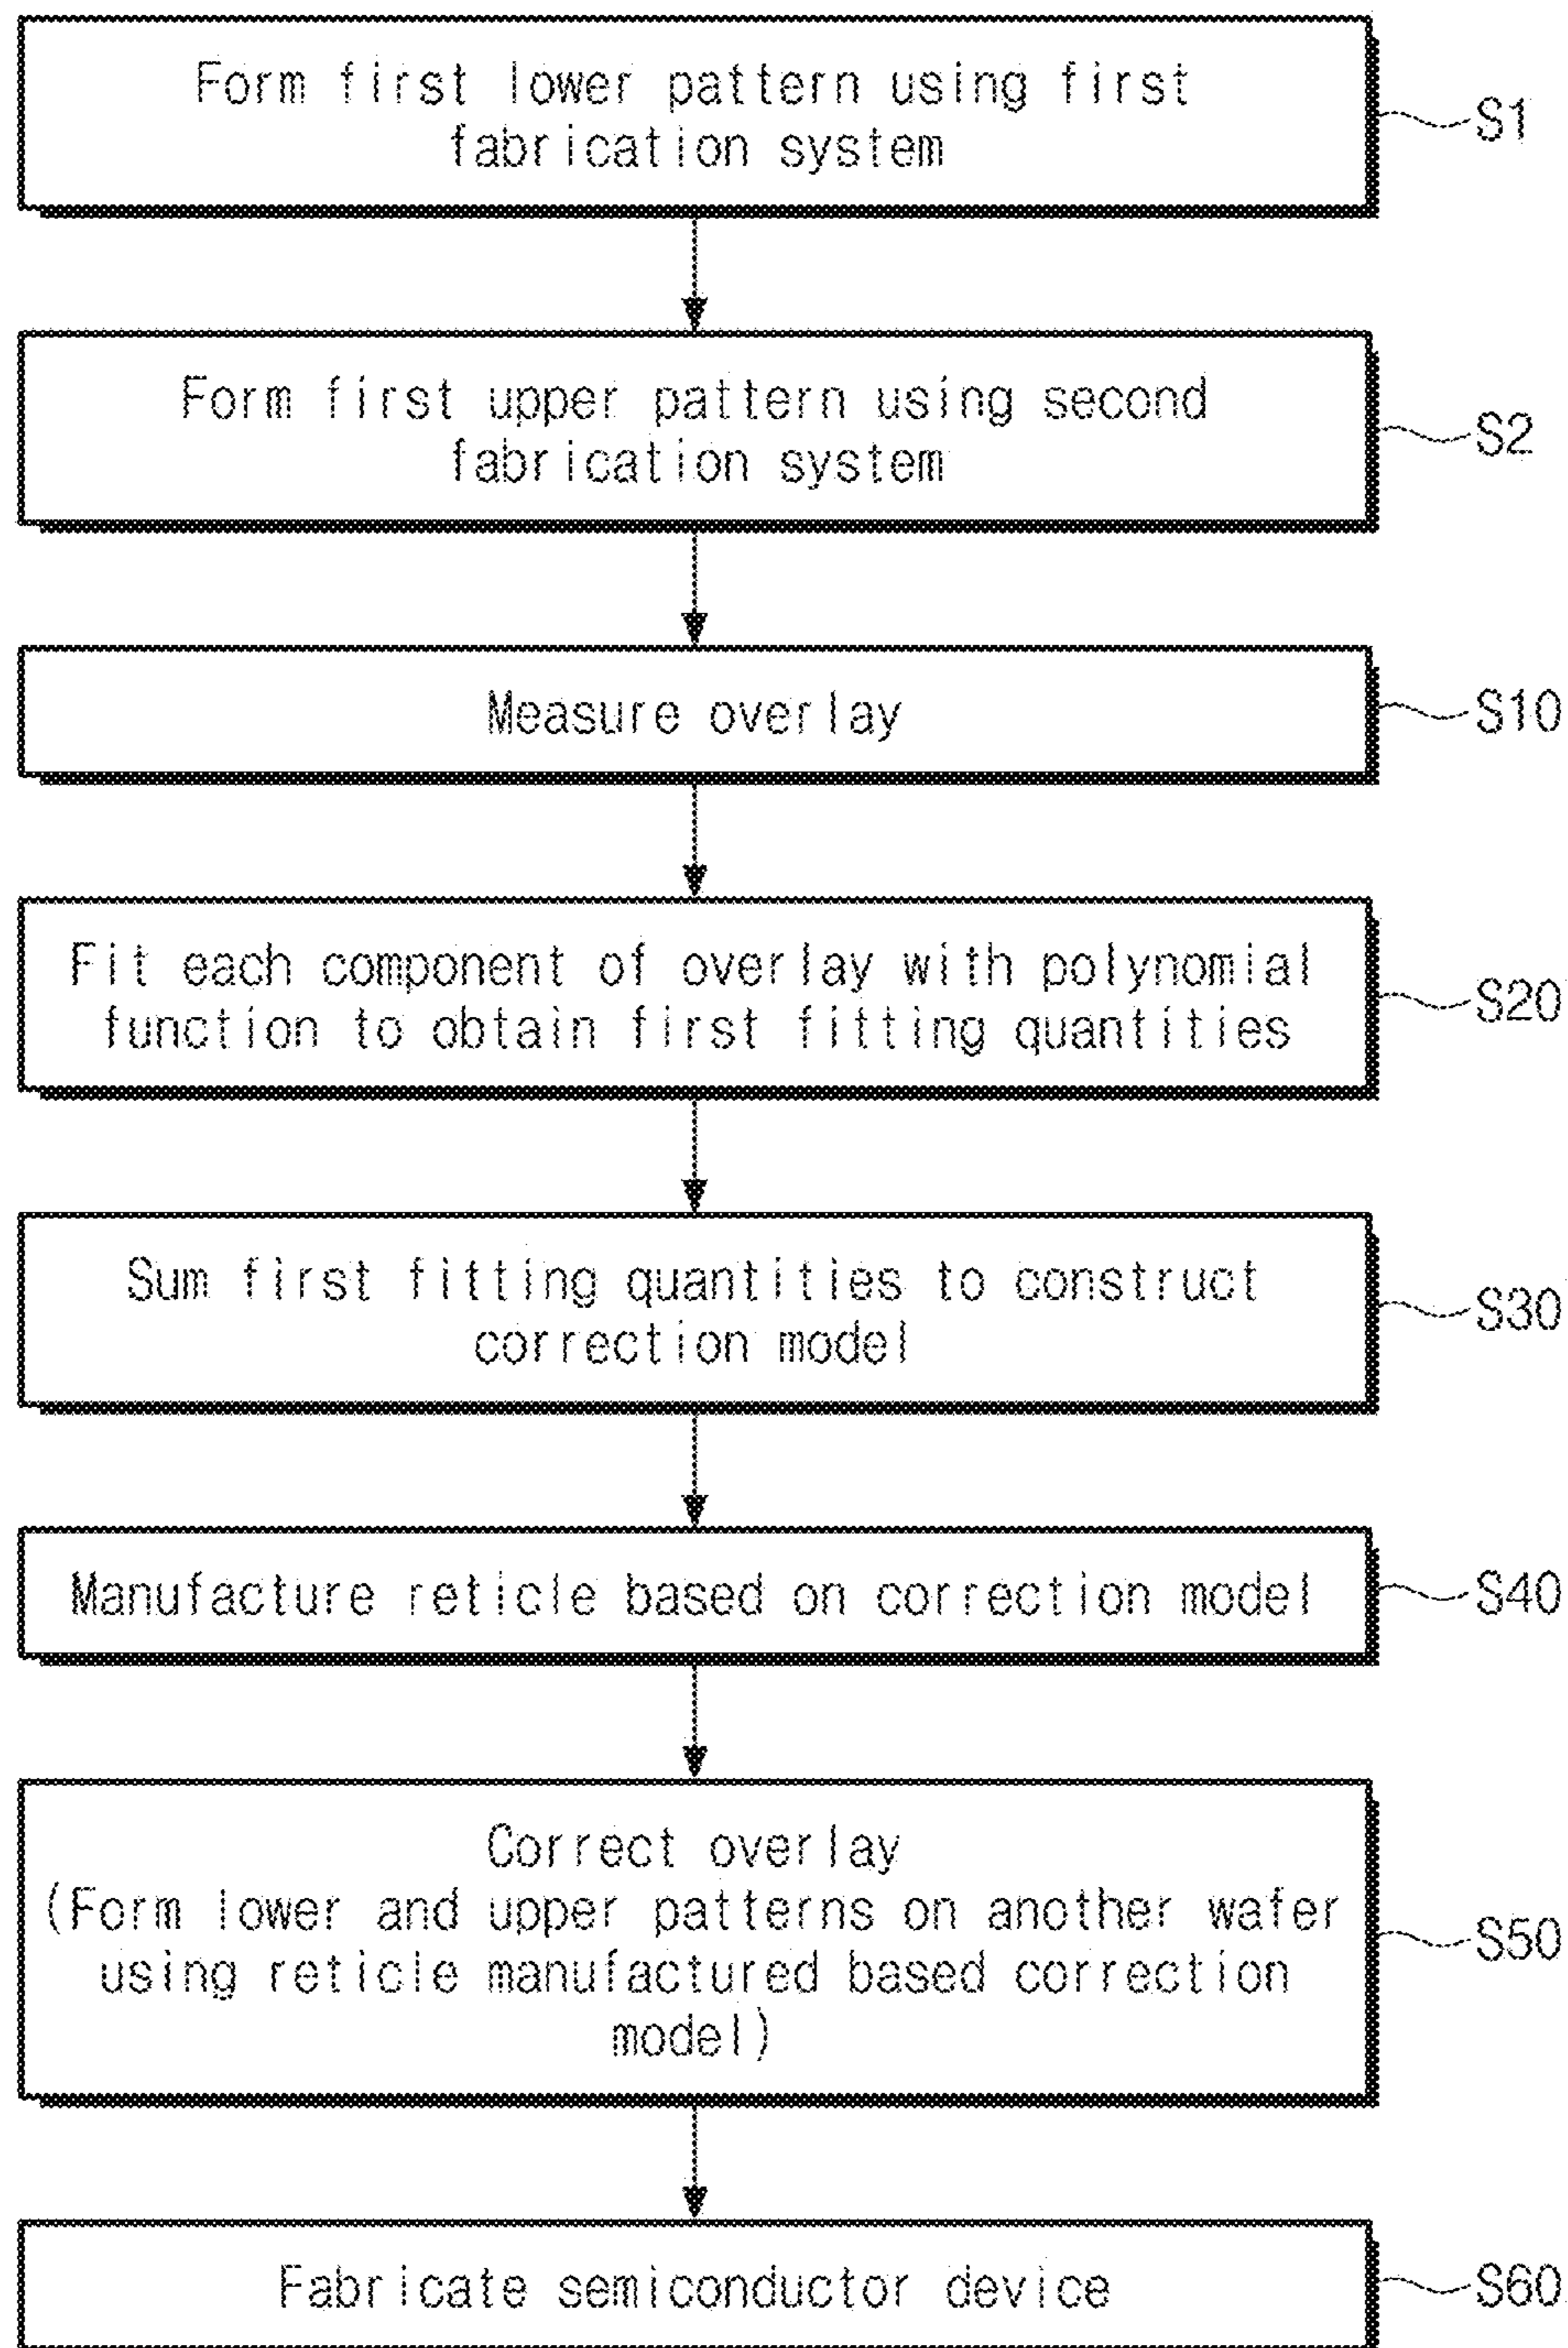 Form first lower pattern using first
fabrication system
S1
Form first upper pattern using second
fabrication system
S2
Measure overlay
S10
Fit each component of overlay with polynomial
function to obtain first fitting quantities
S20
Sum first fitting quantities to construct
correction model
S30
Manufacture reticle based on correction model
S40
Correct overlay
(Form lower and upper patterns on another wafer
using reticle manufactured based correction
model)
S50
Fabricate semiconductor device
S60